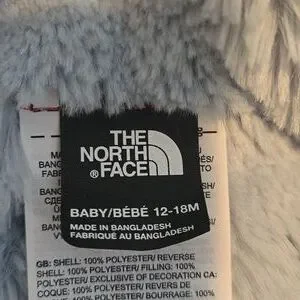 THE
NORTH
FACE
®
BABY/BÉBÉ 12-18M
MADE IN BANGLADESH
FABRIQUÉ AU BANGLADESH
GB: SHELL: 100% POLYESTER/ REVERSE
SHELL: 100% POLYESTER/ FILLING: 100%
POLYESTER/ EXCLUSIVE OF DECORATION CA:
COQUE: 100% POLYESTER/ REVERS DE
COQUE: 100% POLYESTER/ BOURRAGE: 100%